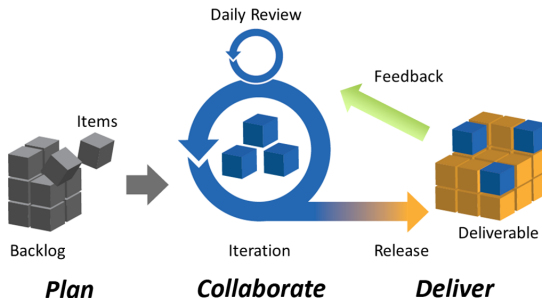 Daily Review
Feedback
Items
Backlog
Iteration
Release
Deliverable
Plan
Collaborate
Deliver